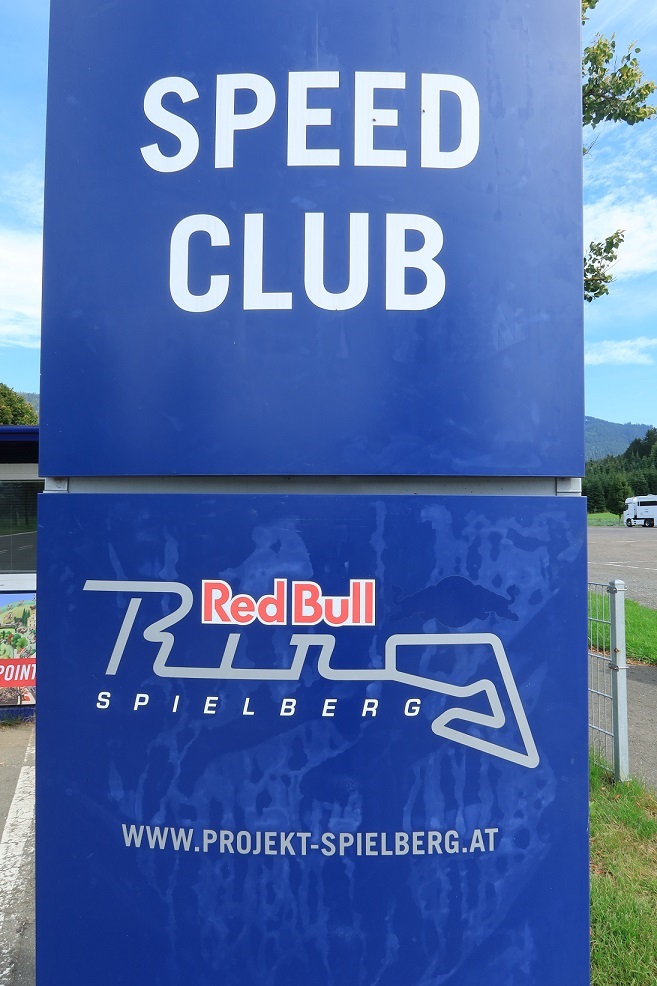 SPEED
CLUB
Red Bull
Ring
SPIELBERG
WWW.PROJEKT-SPIELBERG.AT
POINT